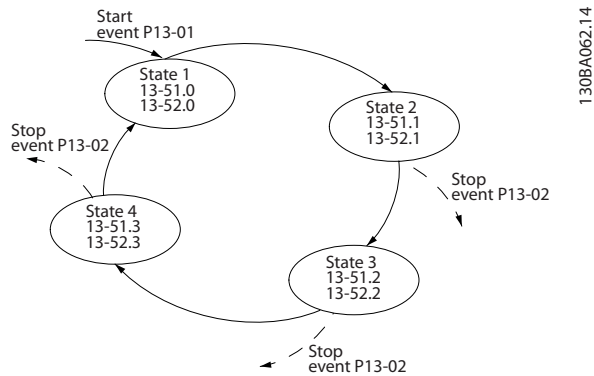 Start
event P13-01
130BA062.14
State 1
13-51.0
13-52.0
State 2
13-51.1
13-52.1
Stop
event P13-02
Stop
event P13-02
State 4
13-51.3
13-52.3
State 3
13-51.2
13-52.2
Stop
event P13-02